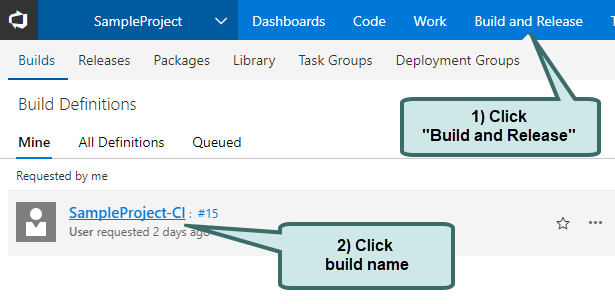 SampleProject Dashboards Code Work Build and Release
Builds Releases Packages Library Task Groups Deployment Groups
Build Definitions
1) Click
"Build and Release"
Mine All Definitions Queued
Requested by me
SampleProject-CI : #15
User requested 2 days ago
2) Click
build name